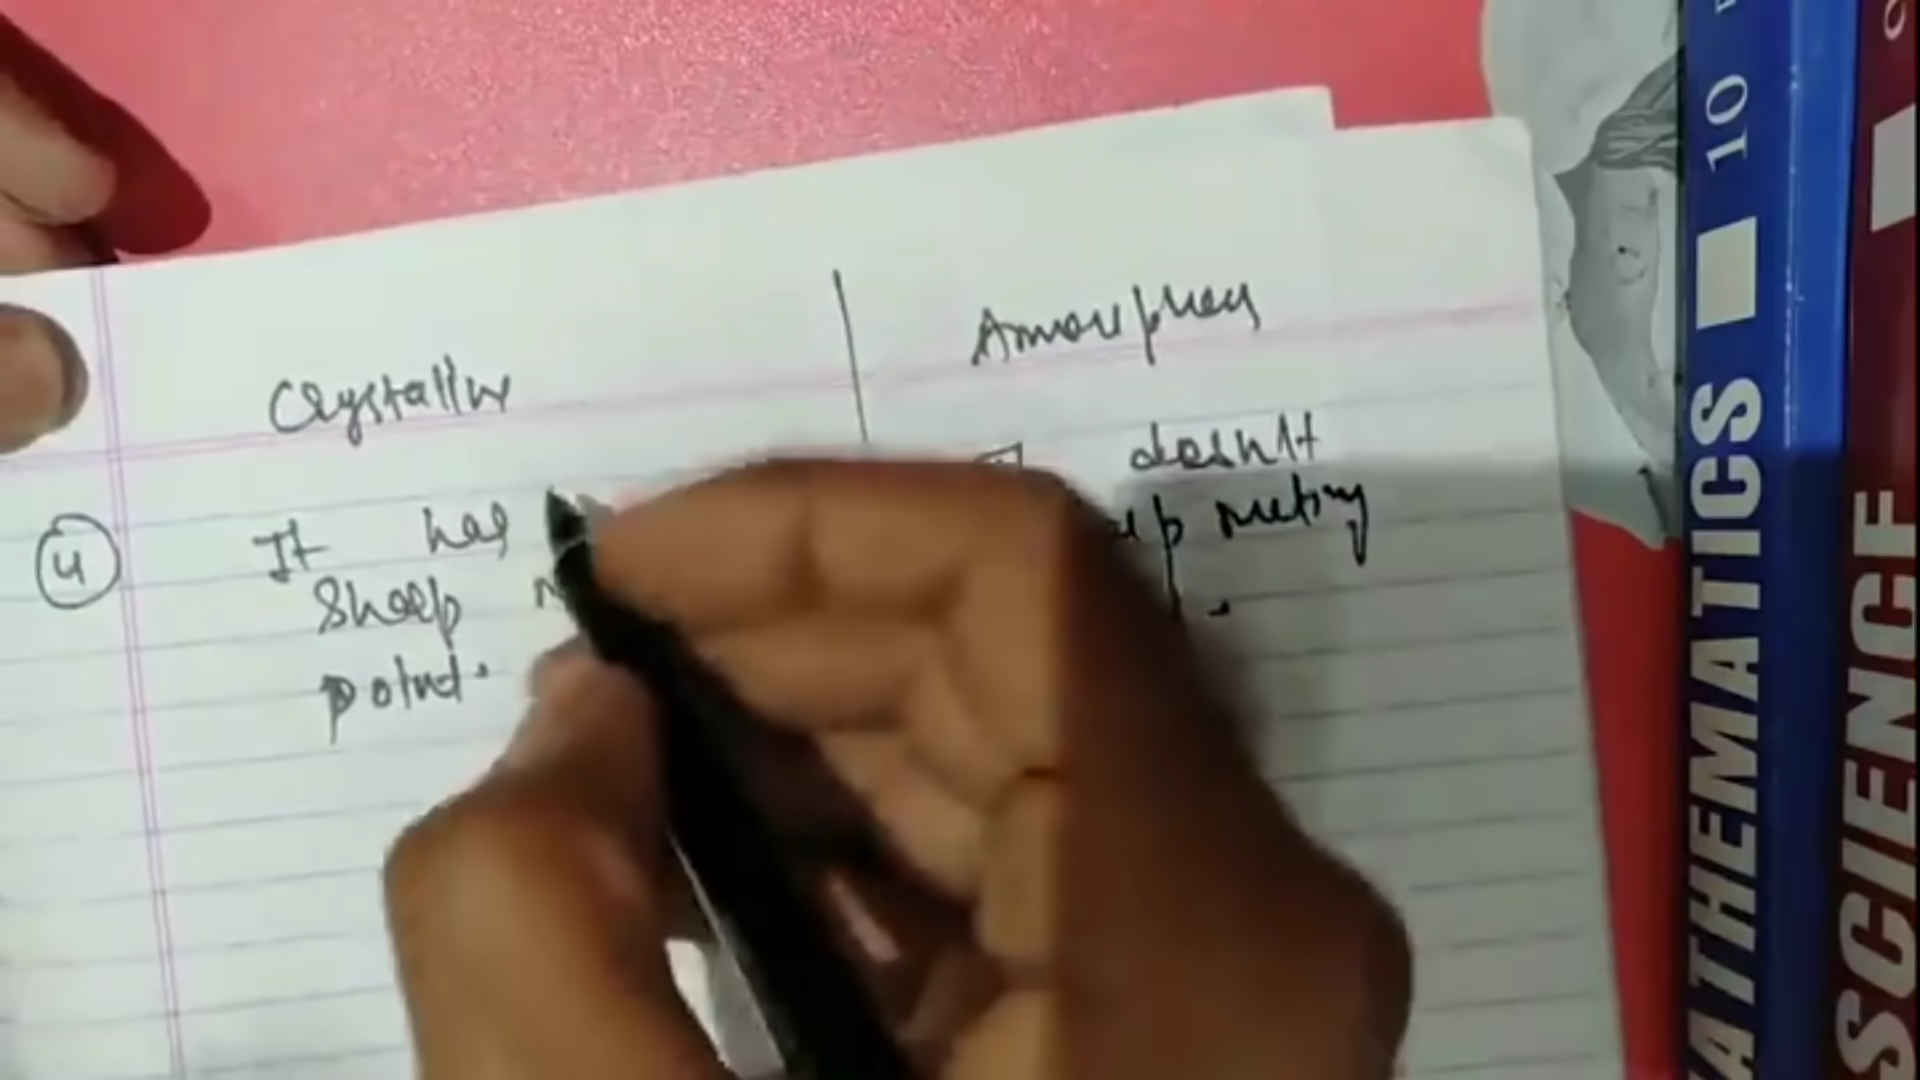 Crystalline
Amorphous
4 It has
Sharp
point.
doesn't
melting
MATHEMATICS 10
SCIENCE